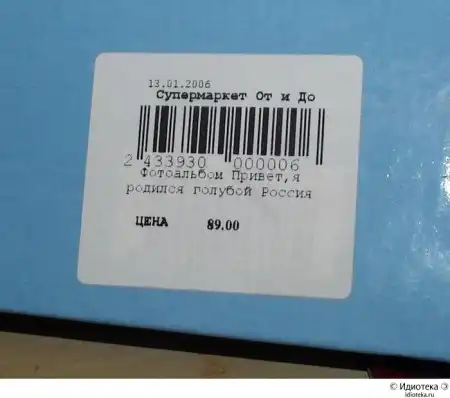 13.01.2006
Супермаркет От и До
2 433930 000006
Фотоальбом Привет,я
родился голубой Россия
ЦЕНА 89.00
© Идиотека
idioteka.ru